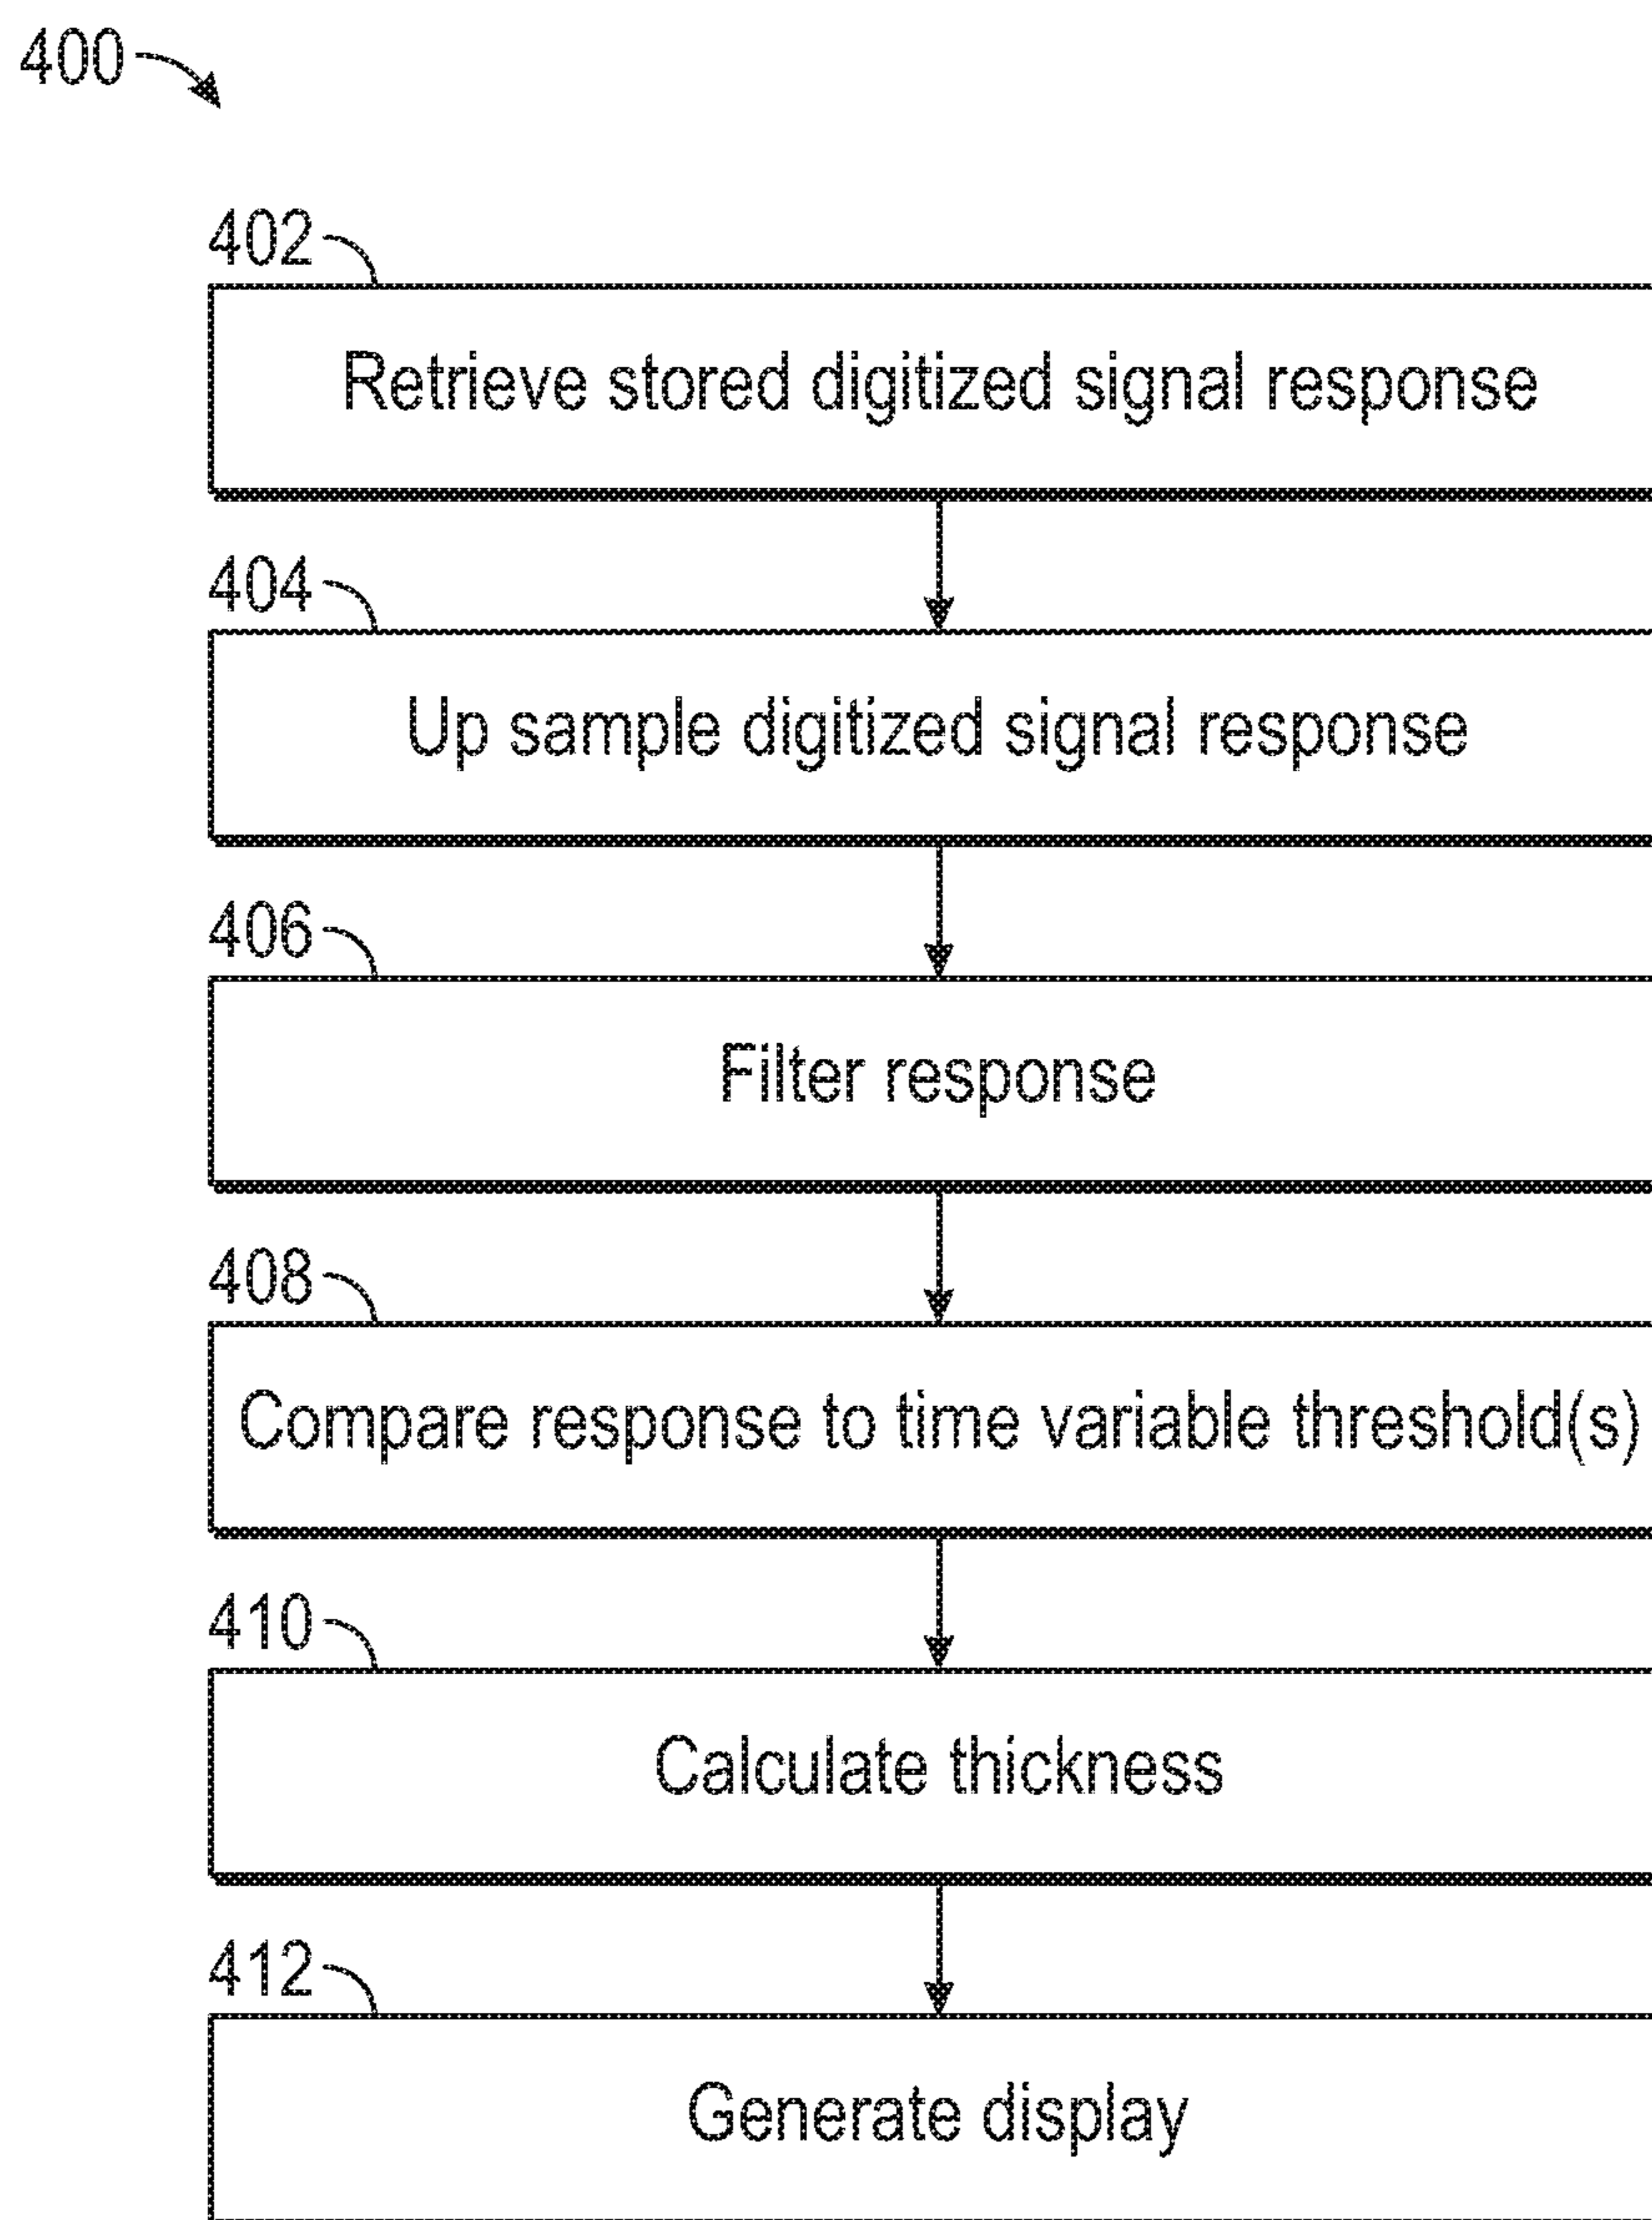 400
402
Retrieve stored digitized signal response
404
Up sample digitized signal response
406
Filter response
408
Compare response to time variable threshold(s)
410
Calculate thickness
412
Generate display